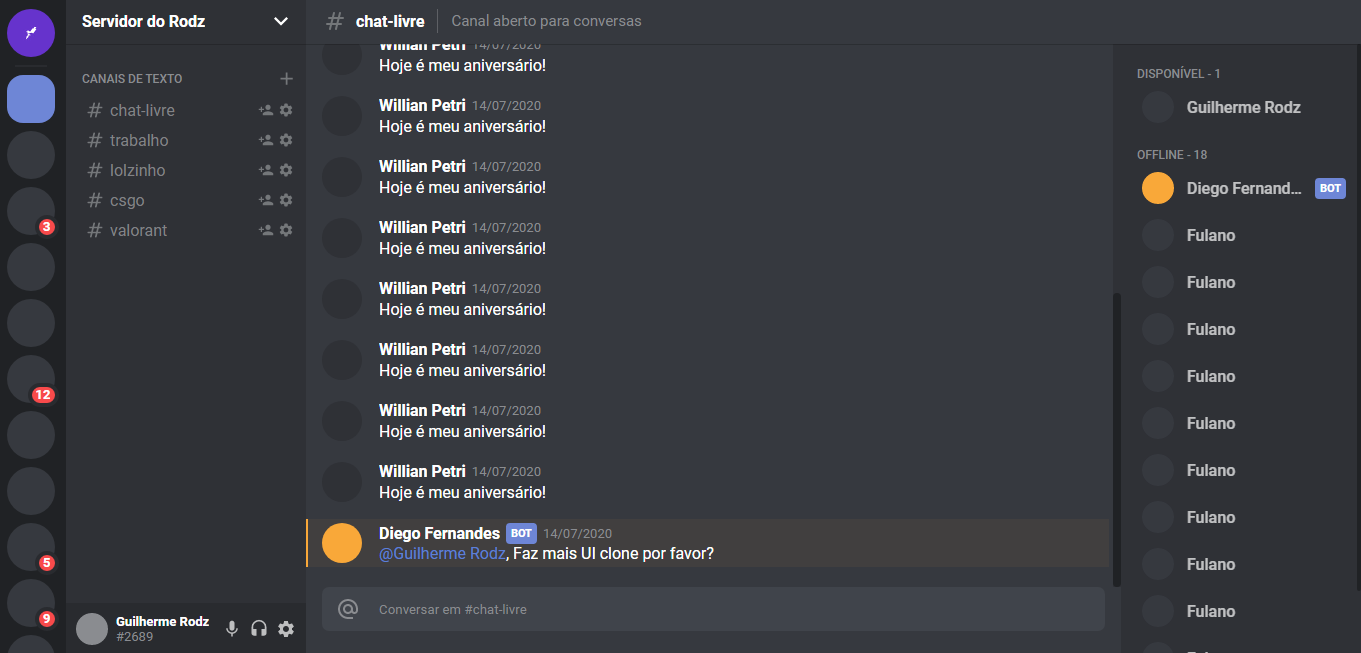 Servidor do Rodz
CANAIS DE TEXTO
chat-livre
trabalho
lolzinho
csgo
valorant
3
12
5
9
Guilherme Rodz
#2689
chat-livre Canal aberto para conversas
Willian Petri 14/07/2020
Hoje é meu aniversário!
Willian Petri 14/07/2020
Hoje é meu aniversário!
Willian Petri 14/07/2020
Hoje é meu aniversário!
Willian Petri 14/07/2020
Hoje é meu aniversário!
Willian Petri 14/07/2020
Hoje é meu aniversário!
Willian Petri 14/07/2020
Hoje é meu aniversário!
Willian Petri 14/07/2020
Hoje é meu aniversário!
Willian Petri 14/07/2020
Hoje é meu aniversário!
Diego Fernandes BOT 14/07/2020
@Guilherme Rodz, Faz mais UI clone por favor?
@ Conversar em #chat-livre
DISPONÍVEL - 1
Guilherme Rodz
OFFLINE - 18
Diego Fernand... BOT
Fulano
Fulano
Fulano
Fulano
Fulano
Fulano
Fulano
Fulano
Fulano